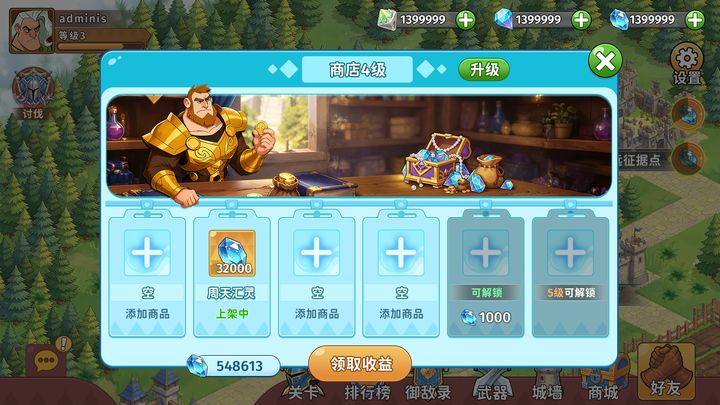 adminis
等级3
1399999
1399999
1399999
商店4级
升级
设置
讨伐
远征据点
32000
空
添加商品
周天汇灵
上架中
空
添加商品
空
添加商品
可解锁
1000
5级可解锁
548613
领取收益
关卡
排行榜
御敌录
武器
城墙
商城
好友